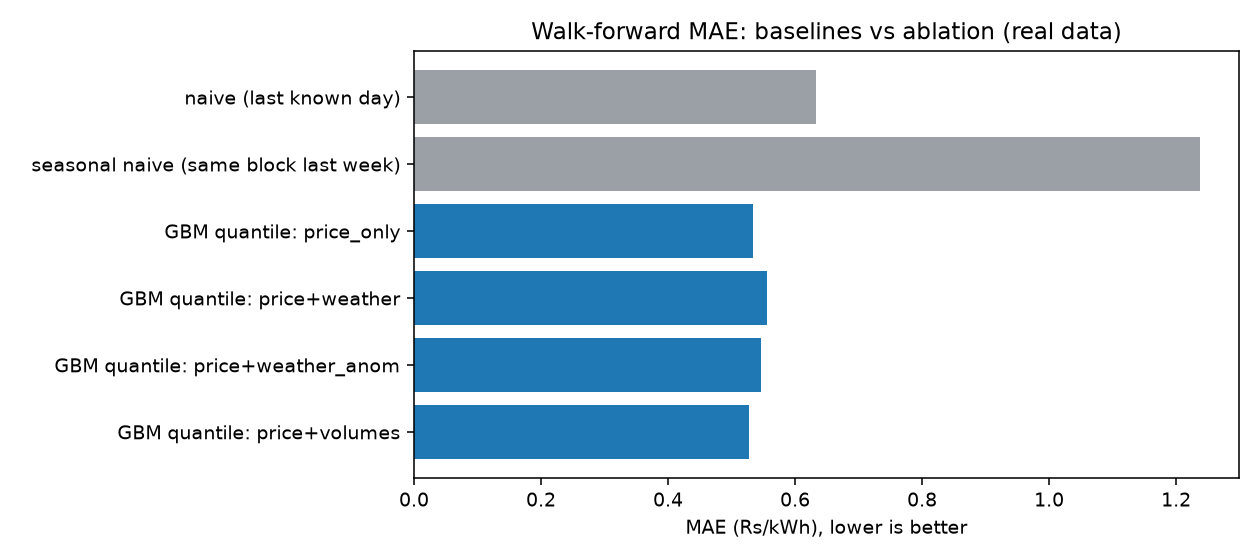 Walk-forward MAE: baselines vs ablation (real data)
naive (last known day)
seasonal naive (same block last week)
GBM quantile: price_only
GBM quantile: price+weather
GBM quantile: price+weather_anom
GBM quantile: price+volumes
0.0 0.2 0.4 0.6 0.8 1.0 1.2
MAE (Rs/kWh), lower is better